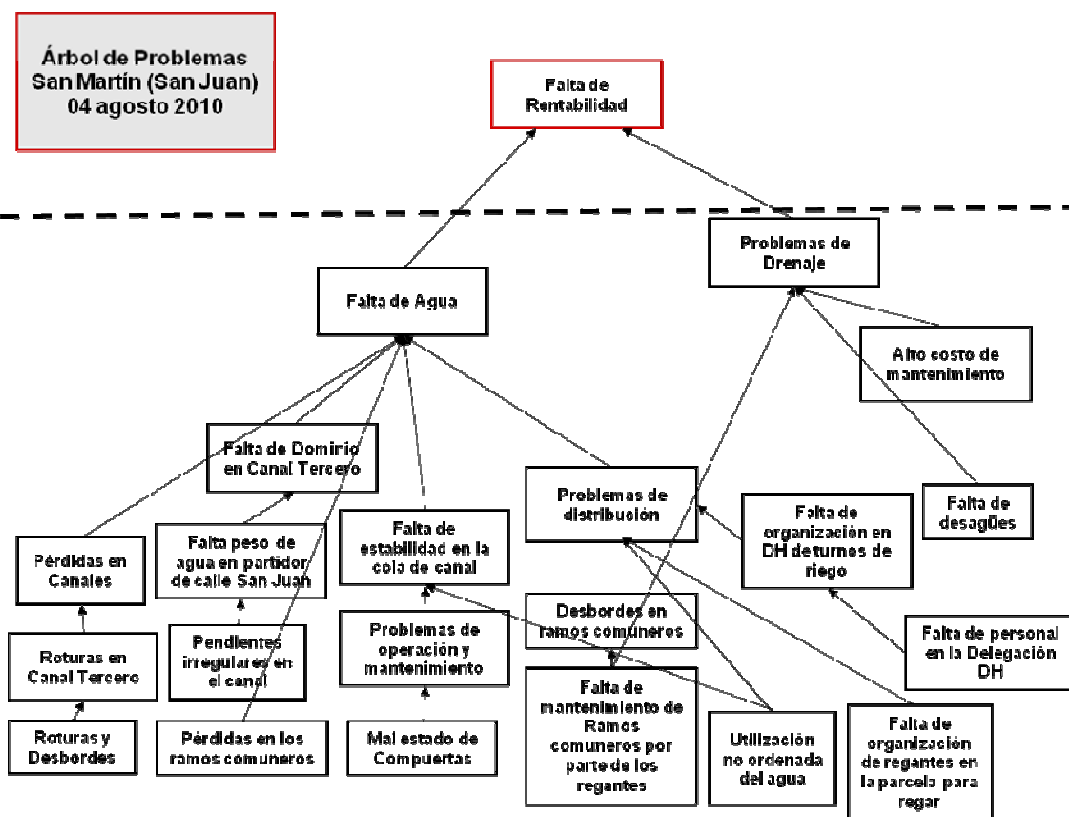 Árbol de Problemas
San Martín (San Juan)
04 agosto 2010
Falta de
Rentabilidad
Problemas de
Drenaje
Falta de Agua
Alto costo de
mantenimiento
Falta de Dominio
en Canal Tercero
Problemas de
distribución
Falta de
organización en
DH de turnos de
riego
Falta de
desagües
Pérdidas en
Canales
Falta peso de
agua en partidor
de calle San Juan
Falta de
estabilidad en la
cola de canal
Desbordes en
ramos comuneros
Falta de personal
en la Delegación
DH
Roturas en
Canal Tercero
Pendientes
irregulares en
el canal
Problemas de
operación y
mantenimiento
Falta de
mantenimiento de
Ramos
comuneros por
parte de los
regantes
Roturas y
Desbordes
Pérdidas en los
ramos comuneros
Mal estado de
Compuertas
Utilización
no ordenada
del agua
Falta de
organización
de regantes en
la parcela para
regar